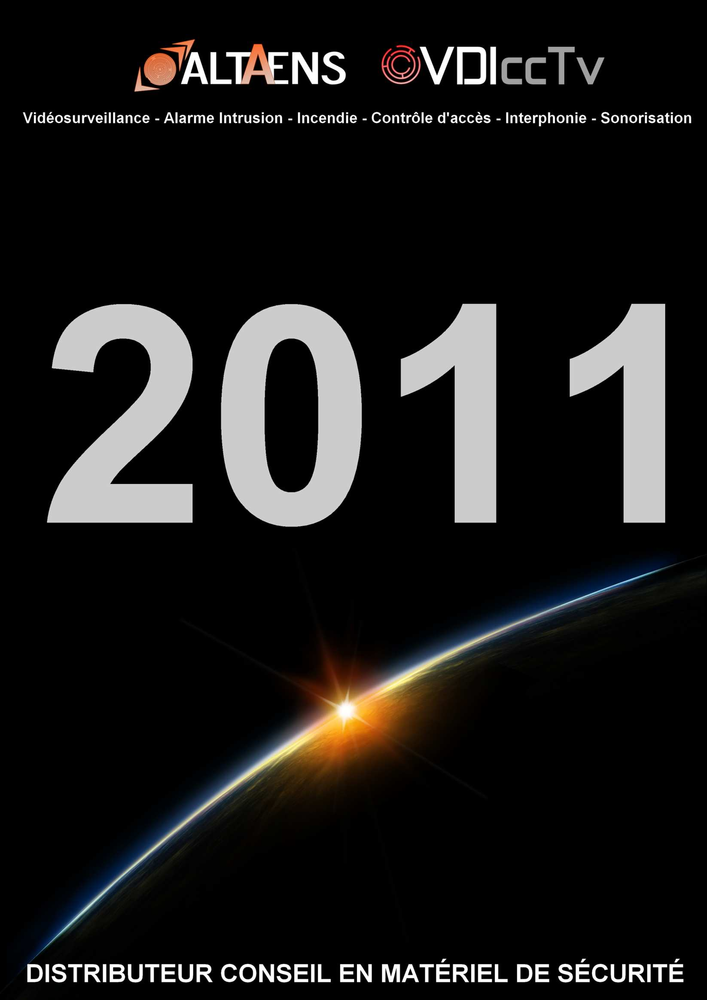 ALTAENS VDIccTv
Vidéosurveillance - Alarme Intrusion - Incendie - Contrôle d'accès - Interphonie - Sonorisation
2011
DISTRIBUTEUR CONSEIL EN MATÉRIEL DE SÉCURITÉ